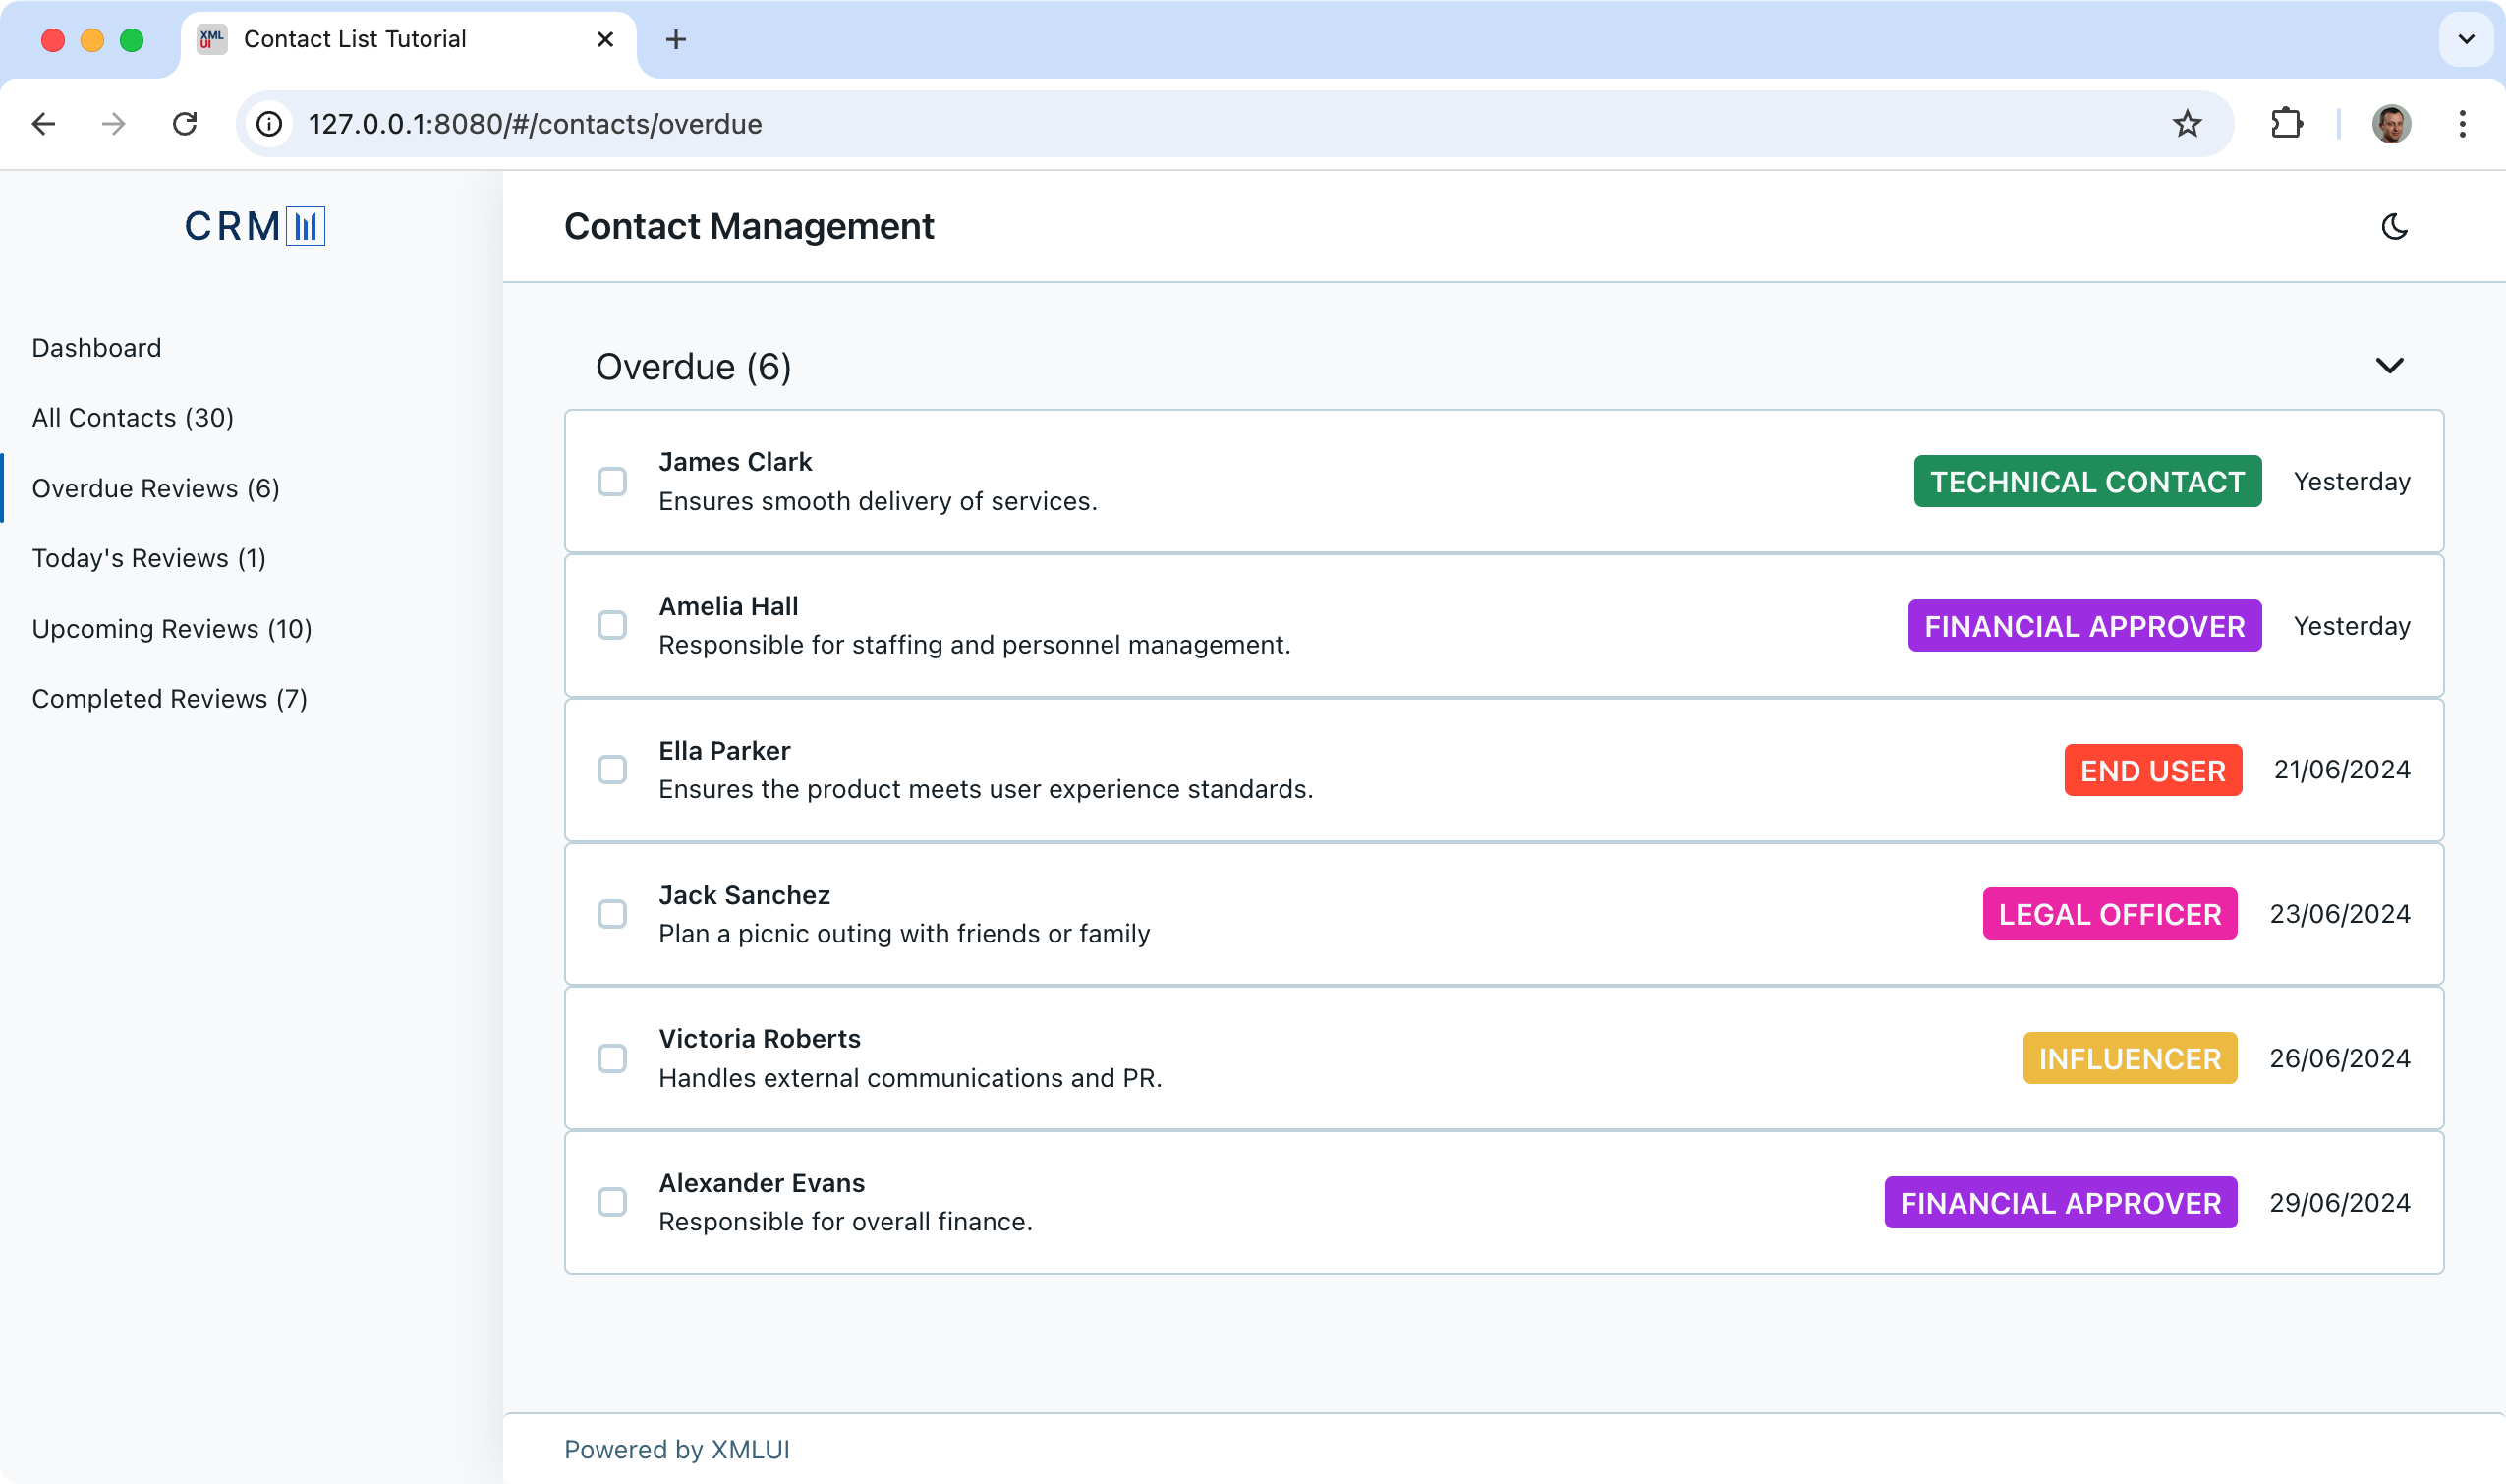 XML
UI
Contact List Tutorial
127.0.0.1:8080/#/contacts/overdue
CRM
Contact Management
Dashboard
All Contacts (30)
Overdue Reviews (6)
Today's Reviews (1)
Upcoming Reviews (10)
Completed Reviews (7)
Overdue (6)
James Clark
Ensures smooth delivery of services.
TECHNICAL CONTACT Yesterday
Amelia Hall
Responsible for staffing and personnel management.
FINANCIAL APPROVER Yesterday
Ella Parker
Ensures the product meets user experience standards.
END USER 21/06/2024
Jack Sanchez
Plan a picnic outing with friends or family
LEGAL OFFICER 23/06/2024
Victoria Roberts
Handles external communications and PR.
INFLUENCER 26/06/2024
Alexander Evans
Responsible for overall finance.
FINANCIAL APPROVER 29/06/2024
Powered by XMLUI